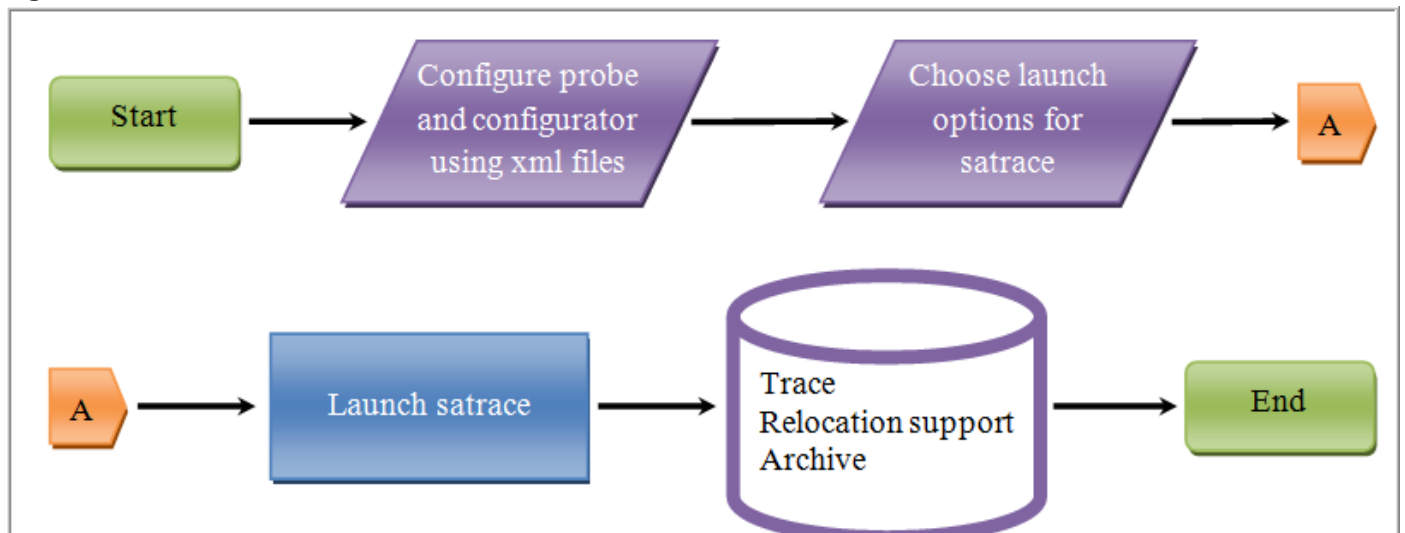 Start
Configure probe
and configurator
using xml files
Choose launch
options for
satrace
A
A
Launch satrace
Trace
Relocation support
Archive
End